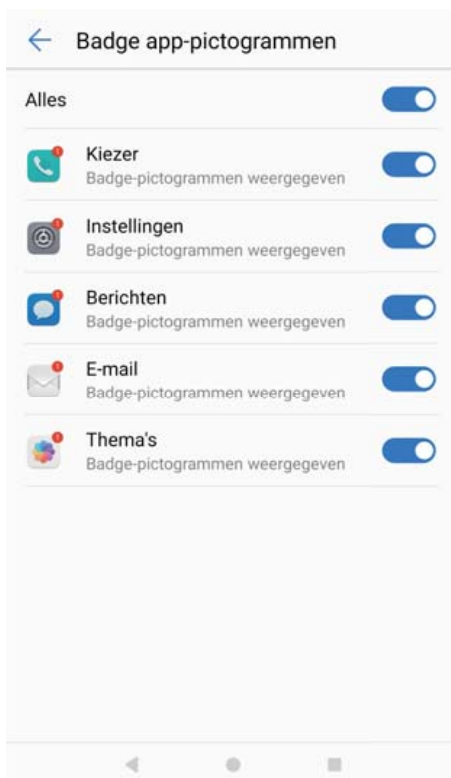 Badge app-pictogrammen
Alles
Kiezer
Badge-pictogrammen weergegeven
Instellingen
Badge-pictogrammen weergegeven
Berichten
Badge-pictogrammen weergegeven
E-mail
Badge-pictogrammen weergegeven
Thema's
Badge-pictogrammen weergegeven